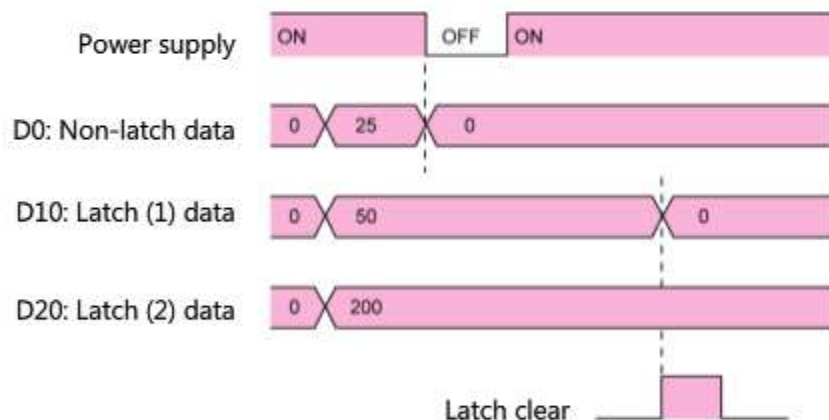 Power supply ON OFF ON
D0: Non-latch data 0 25 0
D10: Latch (1) data 0 50 0
D20: Latch (2) data 0 200
Latch clear